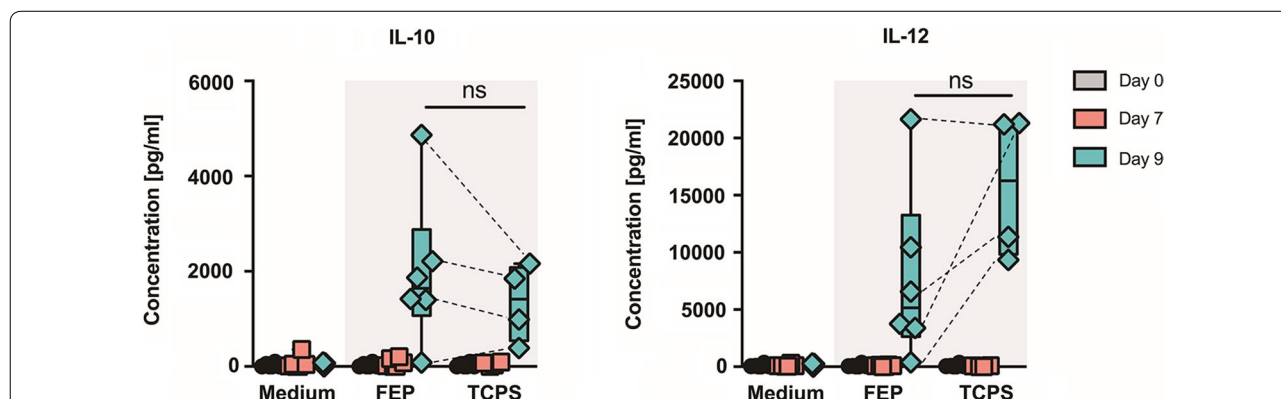 IL-10
Concentration [pg/ml]
6000
4000
2000
0
ns
Medium FEP TCPS
IL-12
Concentration [pg/ml]
25000
20000
15000
10000
5000
0
ns
Medium FEP TCPS
Day 0
Day 7
Day 9